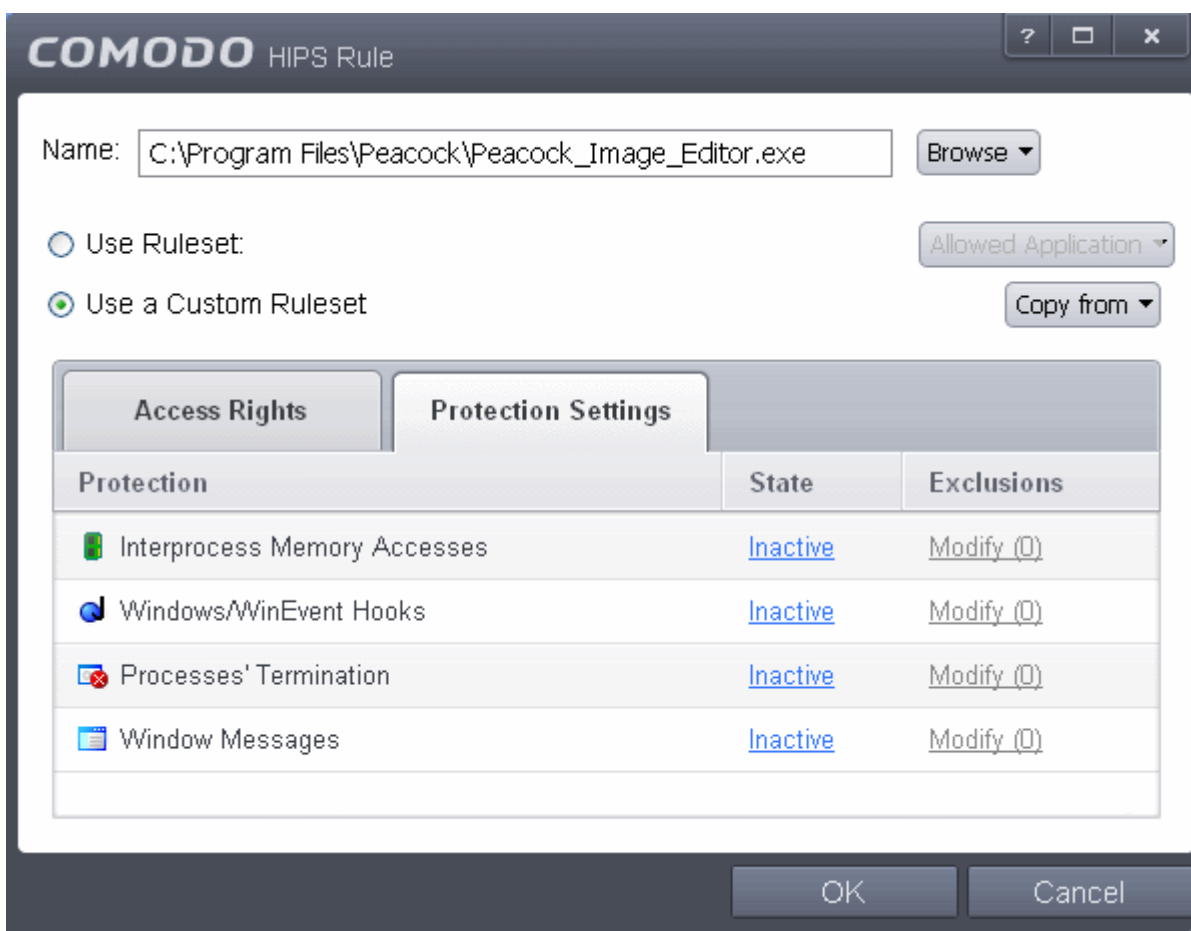 COMODO HIPS Rule ?
Name: C:\Program Files\Peacock\Peacock_Image_Editor.exe Browse
Use Ruleset: Allowed Application
Use a Custom Ruleset Copy from
Access Rights Protection Settings
Protection State Exclusions
Interprocess Memory Accesses Inactive Modify (0)
Windows/WinEvent Hooks Inactive Modify (0)
Processes' Termination Inactive Modify (0)
Window Messages Inactive Modify (0)
OK Cancel